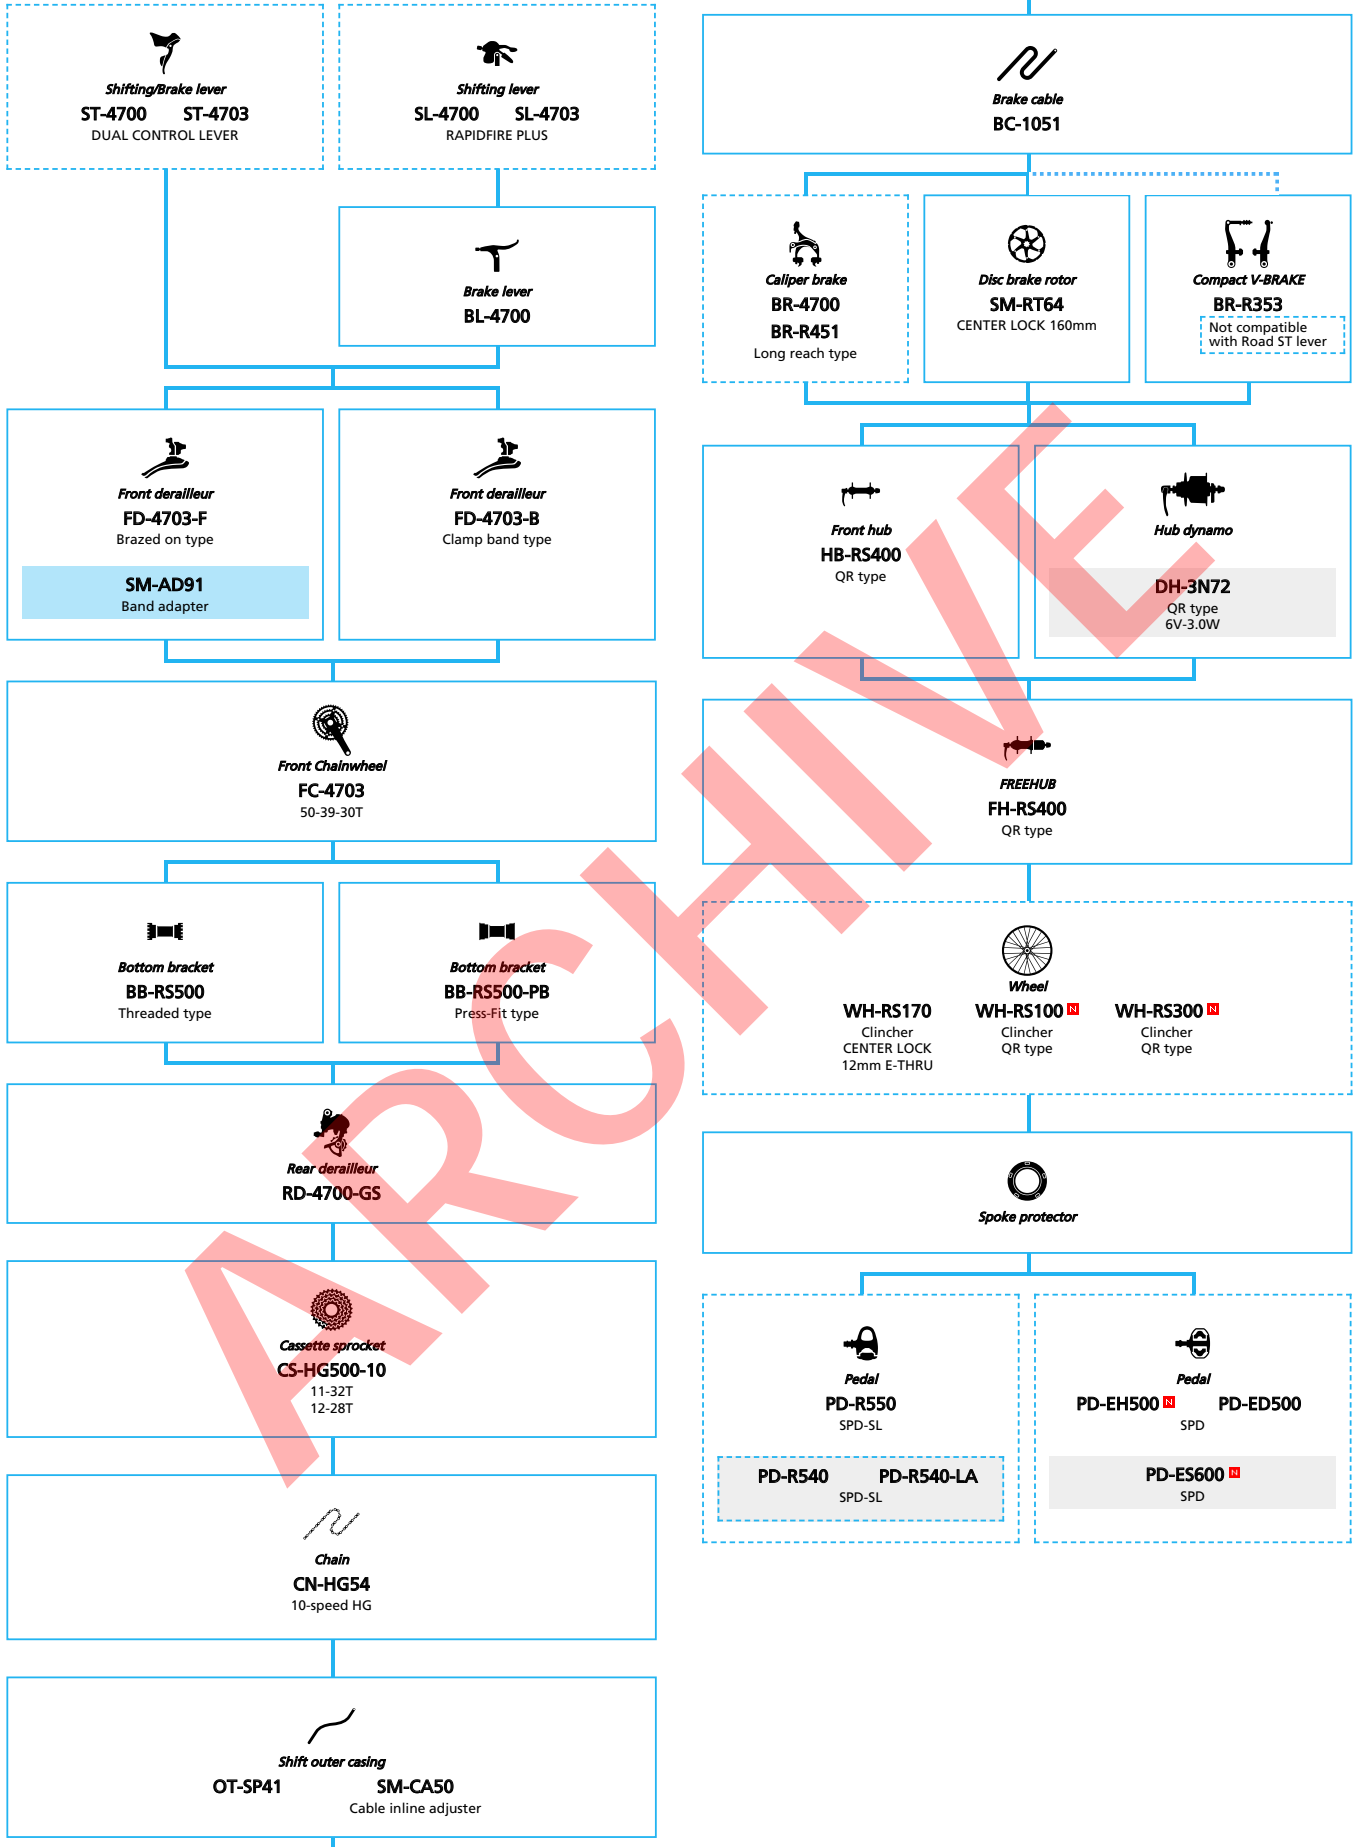 Shifting/Brake lever
ST-4700 ST-4703
DUAL CONTROL LEVER
Shifting lever
SL-4700 SL-4703
RAPIDFIRE PLUS
Brake lever
BL-4700
Front derailleur
FD-4703-F
Brazed on type
SM-AD91
Band adapter
Front derailleur
FD-4703-B
Clamp band type
Front Chainwheel
FC-4703
50-39-30T
Bottom bracket
BB-RS500
Threaded type
Bottom bracket
BB-RS500-PB
Press-Fit type
Rear derailleur
RD-4700-GS
Cassette sprocket
CS-HG500-10
11-32T
12-28T
Chain
CN-HG54
10-speed HG
Shift outer casing
OT-SP41 SM-CA50
Cable inline adjuster
Brake cable
BC-1051
Caliper brake
BR-4700
BR-R451
Long reach type
Disc brake rotor
SM-RT64
CENTER LOCK 160mm
Compact V-BRAKE
BR-R353
Not compatible
with Road ST lever
Front hub
HB-RS400
QR type
Hub dynamo
DH-3N72
QR type
6V-3.0W
FREEHUB
FH-RS400
QR type
Wheel
WH-RS170 WH-RS100 N WH-RS300 N
Clincher Clincher Clincher
CENTER LOCK QR type QR type
12mm E-THRU
Spoke protector
Pedal
PD-R550
SPD-SL
PD-R540 PD-R540-LA
SPD-SL
Pedal
PD-EH500 N PD-ED500
SPD
PD-ES600 N
SPD
ARCHIVE